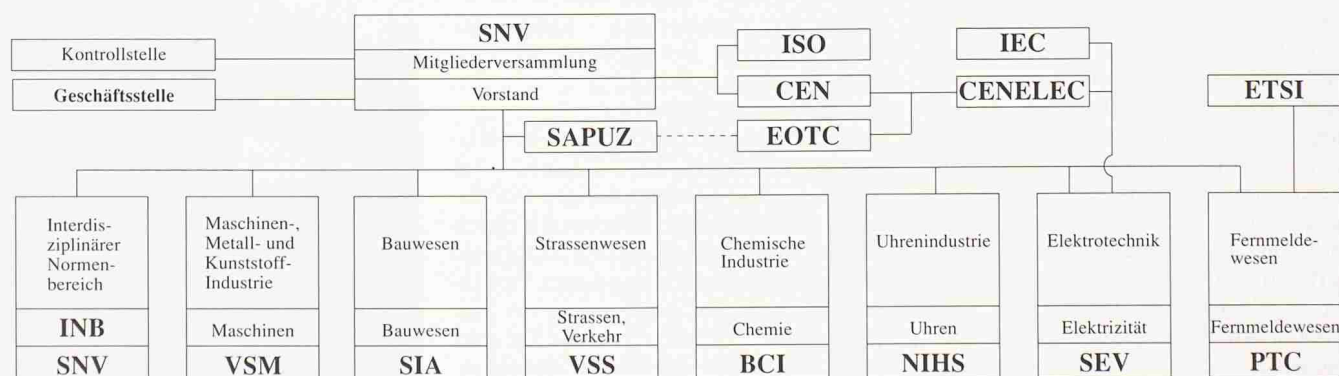 SNV
Mitgliederversammlung
Vorstand
Kontrollstelle
Geschäftsstelle
ISO
CEN
IEC
CENELEC
ETSI
SAPUZ
EOTC
Interdis-
ziplinärer
Normen-
bereich
INB
SNV
Maschinen-,
Metall- und
Kunststoff-
Industrie
Maschinen
VSM
Bauwesen
Bauwesen
SIA
Strassenwesen
Strassen,
Verkehr
VSS
Chemische
Industrie
Chemie
BCI
Uhrenindustrie
Uhren
NIHS
Elektrotechnik
Elektrizität
SEV
Fernmelde-
wesen
Fernmeldewesen
PTC